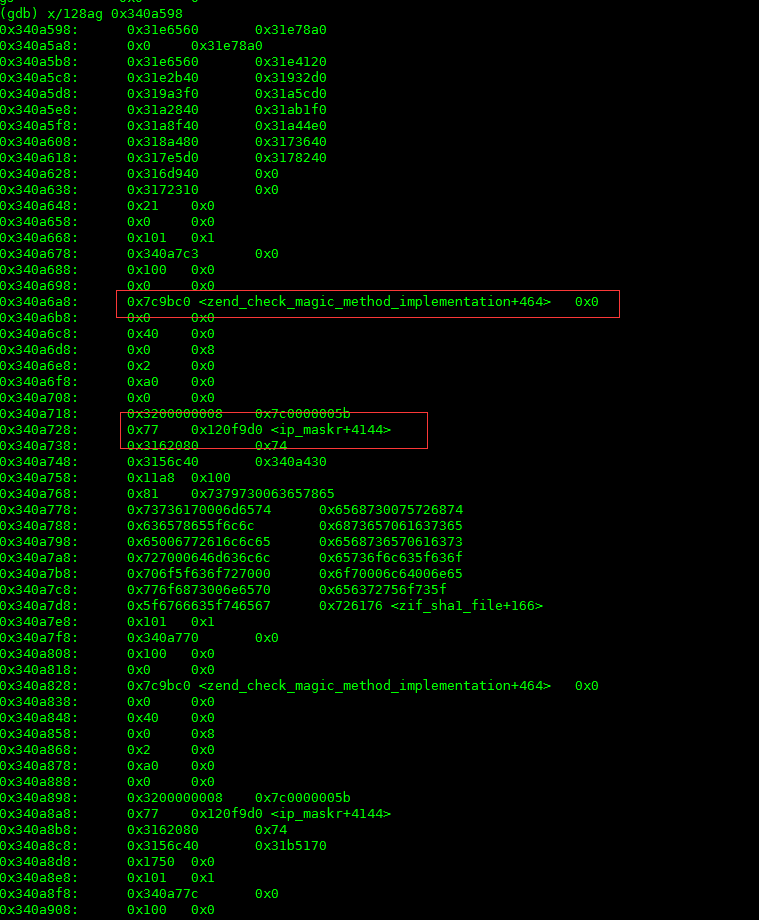 (gdb) x/128ag 0x340a598
0x340a598: 0x31e6560 0x31e78a0
0x340a5a8: 0x0 0x31e78a0
0x340a5b8: 0x31e6560 0x31e4120
0x340a5c8: 0x31e2b40 0x31932d0
0x340a5d8: 0x319a3f0 0x31a5cd0
0x340a5e8: 0x31a2840 0x31ab1f0
0x340a5f8: 0x31a8f40 0x31a44e0
0x340a608: 0x318a480 0x3173640
0x340a618: 0x317e5d0 0x3178240
0x340a628: 0x316d940 0x0
0x340a638: 0x3172310 0x0
0x340a648: 0x21 0x0
0x340a658: 0x0 0x0
0x340a668: 0x101 0x1
0x340a678: 0x340a7c3 0x0
0x340a688: 0x100 0x0
0x340a698: 0x0 0x0
0x340a6a8: 0x7c9bc0 <zend_check_magic_method_implementation+464> 0x0
0x340a6b8: 0x0 0x0
0x340a6c8: 0x40 0x0
0x340a6d8: 0x0 0x8
0x340a6e8: 0x2 0x0
0x340a6f8: 0xa0 0x0
0x340a708: 0x0 0x0
0x340a718: 0x3200000008 0x7c0000005b
0x340a728: 0x77 0x120f9d0 <ip_maskr+4144>
0x340a738: 0x3162080 0x74
0x340a748: 0x3156c40 0x340a430
0x340a758: 0x11a8 0x100
0x340a768: 0x81 0x7379730063657865
0x340a778: 0x73736170006d6574 0x6568730075726874
0x340a788: 0x636578655f6c6c 0x6873657061637365
0x340a798: 0x65006772616c6c65 0x6568736570616373
0x340a7a8: 0x727000646d636c6c 0x65736f6c635f636f
0x340a7b8: 0x706f5f636f727000 0x6f70006c64006e65
0x340a7c8: 0x776f6873006e6570 0x656372756f735f
0x340a7d8: 0x5f6766635f746567 0x726176 <zif_sha1_file+166>
0x340a7e8: 0x101 0x1
0x340a7f8: 0x340a770 0x0
0x340a808: 0x100 0x0
0x340a818: 0x0 0x0
0x340a828: 0x7c9bc0 <zend_check_magic_method_implementation+464> 0x0
0x340a838: 0x0 0x0
0x340a848: 0x40 0x0
0x340a858: 0x0 0x8
0x340a868: 0x2 0x0
0x340a878: 0xa0 0x0
0x340a888: 0x0 0x0
0x340a898: 0x3200000008 0x7c0000005b
0x340a8a8: 0x77 0x120f9d0 <ip_maskr+4144>
0x340a8b8: 0x3162080 0x74
0x340a8c8: 0x3156c40 0x31b5170
0x340a8d8: 0x1750 0x0
0x340a8e8: 0x101 0x1
0x340a8f8: 0x340a77c 0x0
0x340a908: 0x100 0x0